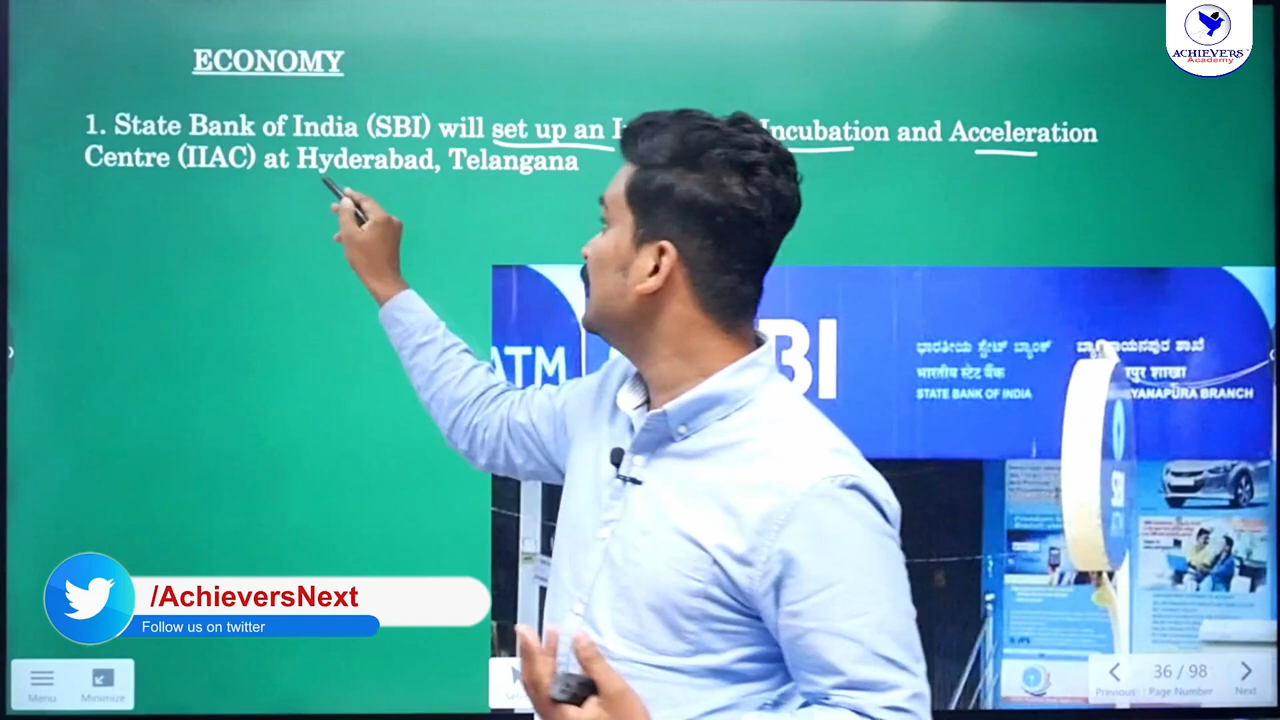 ACHIEVERS
Academy
ECONOMY
1. State Bank of India (SBI) will set up an Incubation and Acceleration
Centre (IIAC) at Hyderabad, Telangana
ATM
BI
ಭಾರತೀಯ ಸ್ಟೇಟ್ ಬ್ಯಾಂಕ್
ಶಾಖೆ
भारतीय स्टेट बैंक
शाखा
STATE BANK OF INDIA
YANAPURA BRANCH
SBI
/AchieversNext
Follow us on twitter
Menu
Minimize
36 / 98
Previous
Page Number
Next